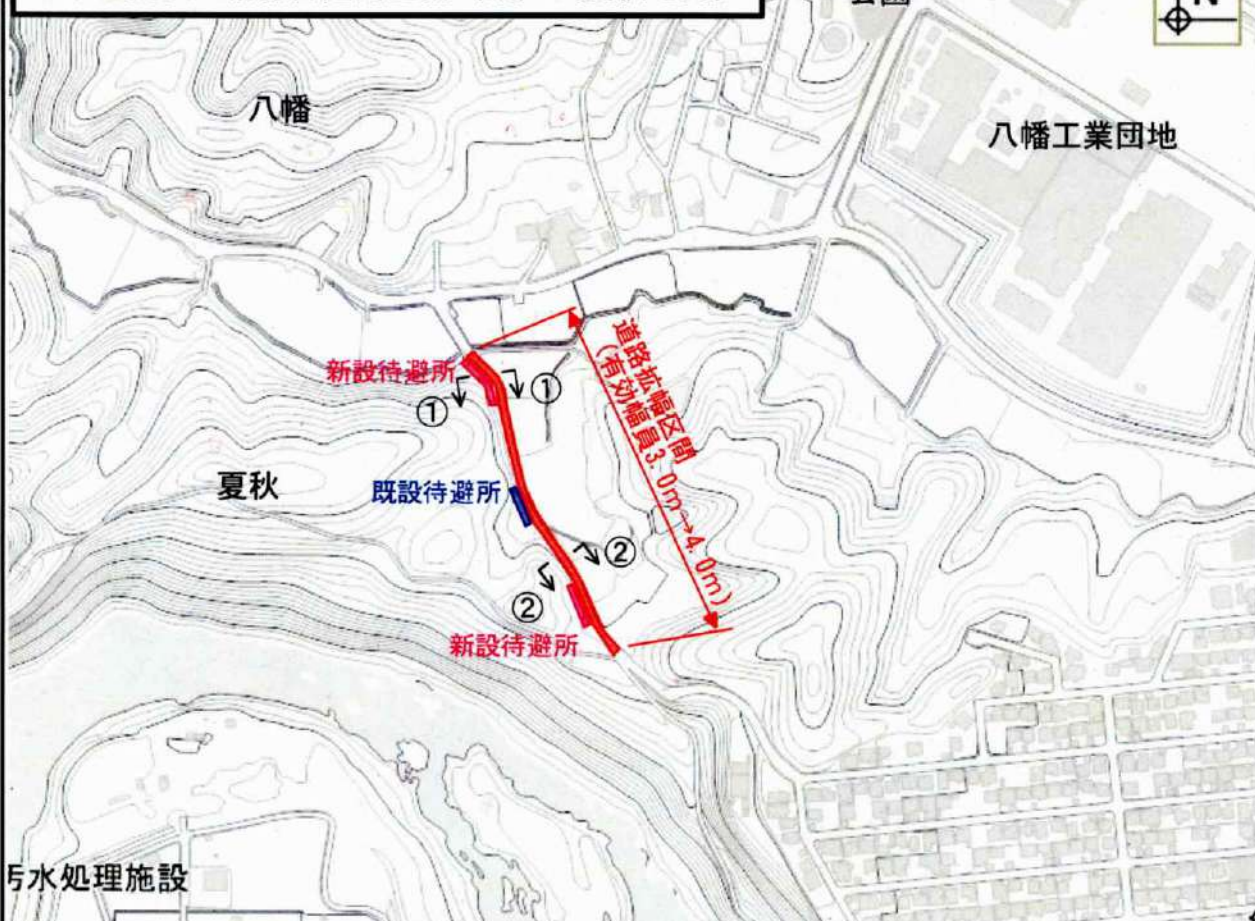 N
八幡
八幡工業団地
新設待避所
①
①
道路拡幅区間
(有効幅員3.0m→4.0m)
夏秋
既設待避所
②
②
新設待避所
汚水処理施設